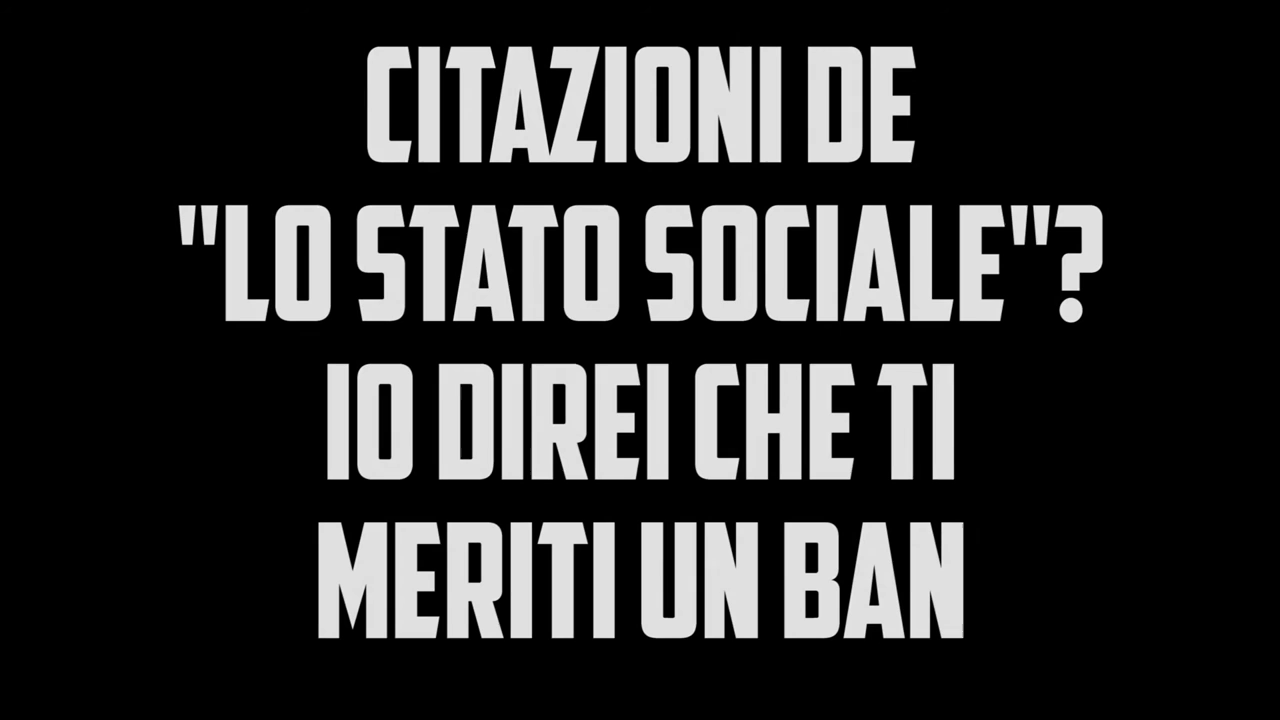 CITAZIONI DE
"LO STATO SOCIALE"?
IO DIREI CHE TI
MERITI UN BAN